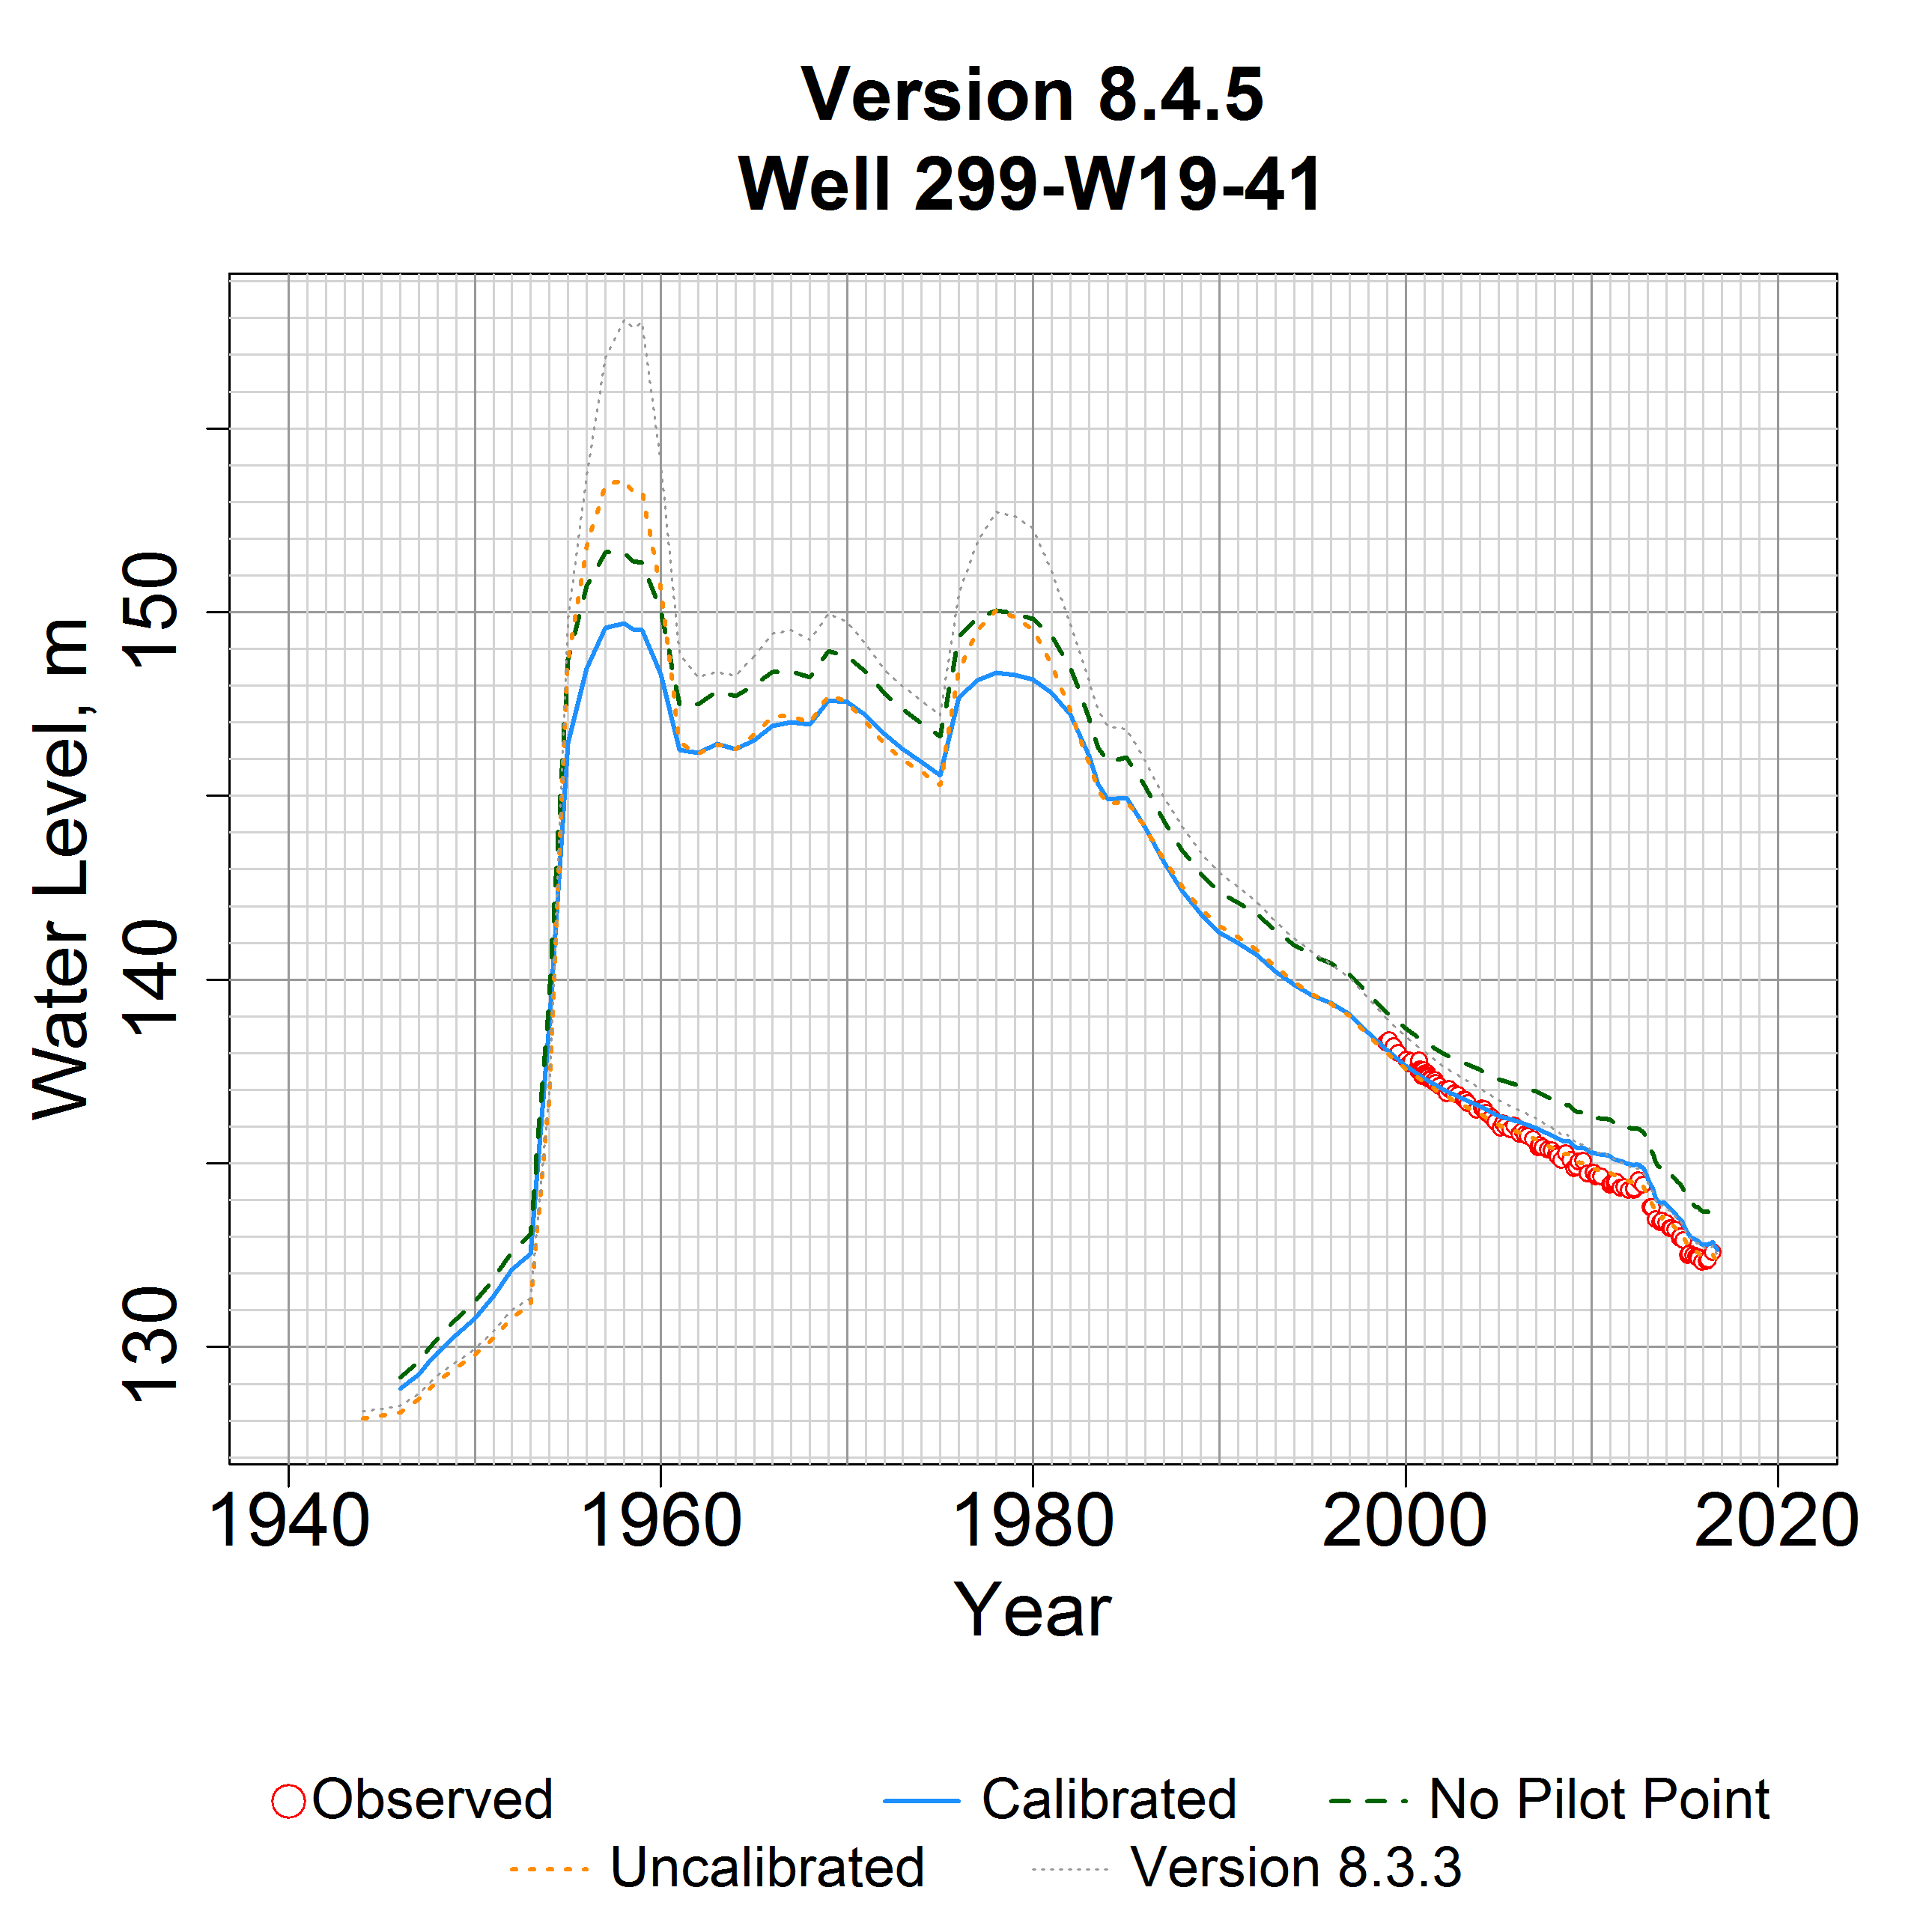 Version 8.4.5
Well 299-W19-41
Water Level, m
150
140
130
1940 1960 1980 2000 2020
Year
Observed Calibrated No Pilot Point
Uncalibrated Version 8.3.3